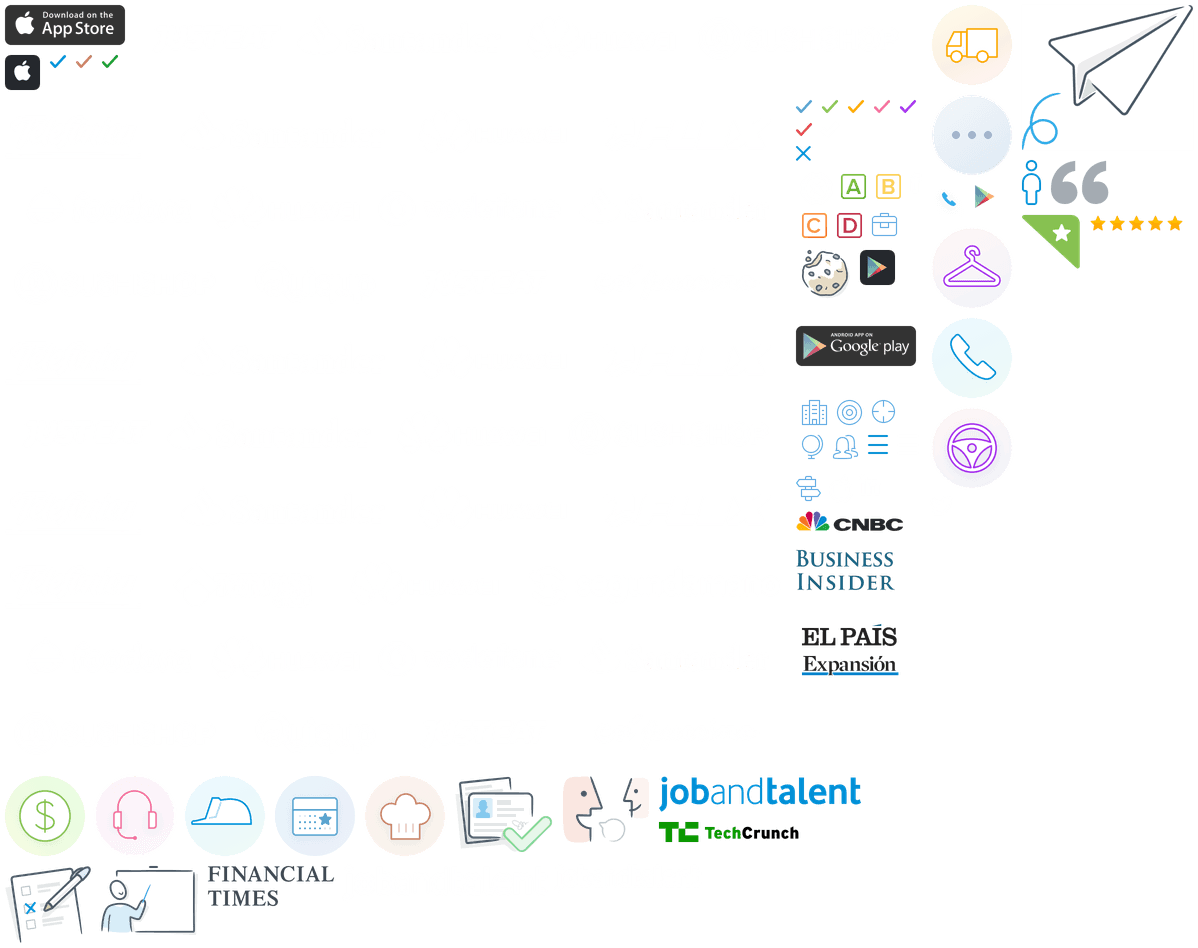 Download on the
App Store
A
B
C
D
ANDROID APP ON
Google play
CNBC
BUSINESS
INSIDER
EL PAÍS
Expansión
$
jobandtalent
TC TechCrunch
FINANCIAL
TIMES